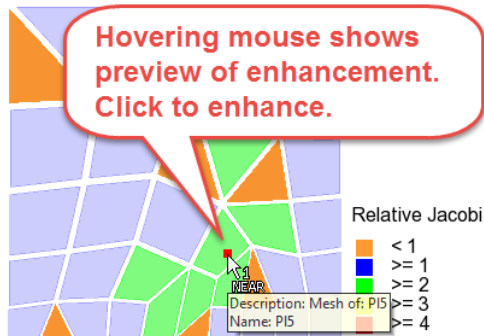 Hovering mouse shows
preview of enhancement.
Click to enhance.
Relative Jacobi
< 1
>= 1
>= 2
>= 3
>= 4
1
NEAR
Description: Mesh of: PI5
Name: PI5